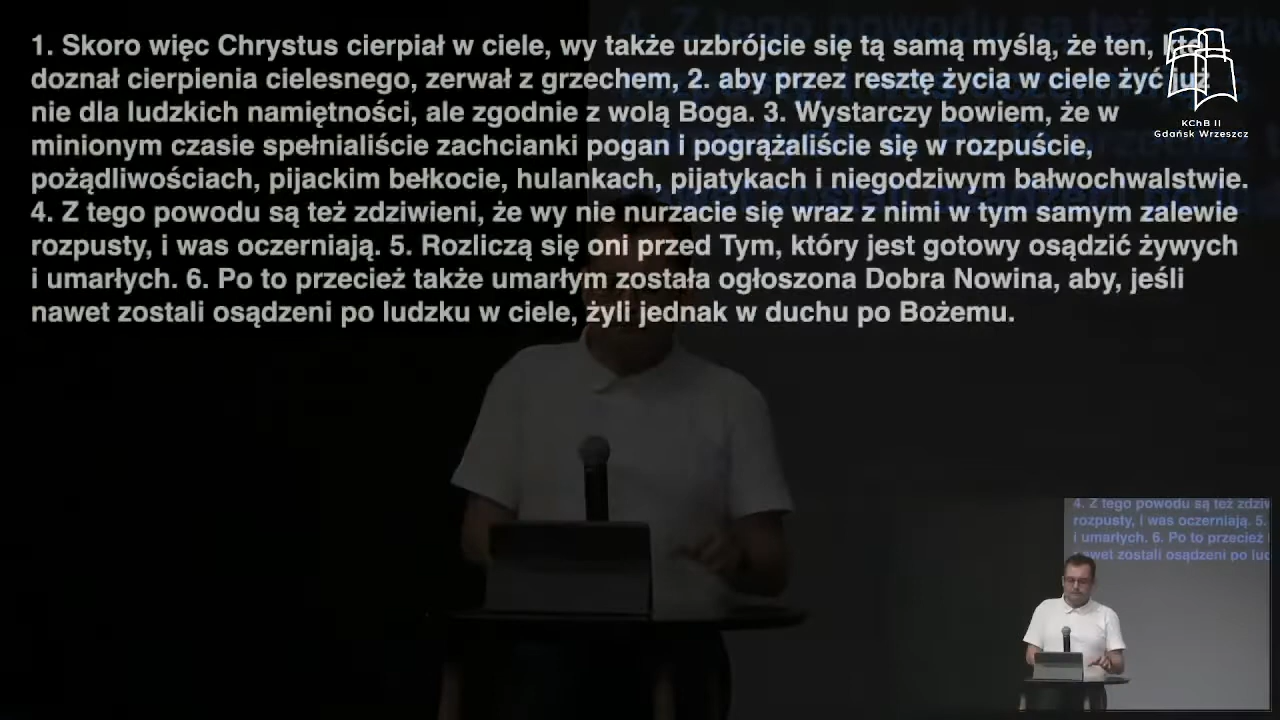 1. Skoro więc Chrystus cierpiał w ciele, wy także uzbrójcie się tą samą myślą, że ten,
doznał cierpienia cielesnego, zerwał z grzechem, 2. aby przez resztę życia w ciele żyć już
nie dla ludzkich namiętności, ale zgodnie z wolą Boga. 3. Wystarczy bowiem, że w
minionym czasie spełnialiście zachcianki pogan i pogrążaliście się w rozpuście,
pożądliwościach, pijackim bełkocie, hulankach, pijatykach i niegodziwym bałwochwalstwie.
4. Z tego powodu są też zdziwieni, że wy nie nurzacie się wraz z nimi w tym samym zalewie
rozpusty, i was oczerniają. 5. Rozliczą się oni przed Tym, który jest gotowy osądzić żywych
i umarłych. 6. Po to przecież także umarłym została ogłoszona Dobra Nowina, aby, jeśli
nawet zostali osądzeni po ludzku w ciele, żyli jednak w duchu po Bożemu.
KChB II
Gdańsk Wrzeszcz
4. Z tego powodu są też zdziw
rozpusty, i was oczerniają. 5.
i umarłych. 6. Po to przecież
nawet zostali osądzeni po lud